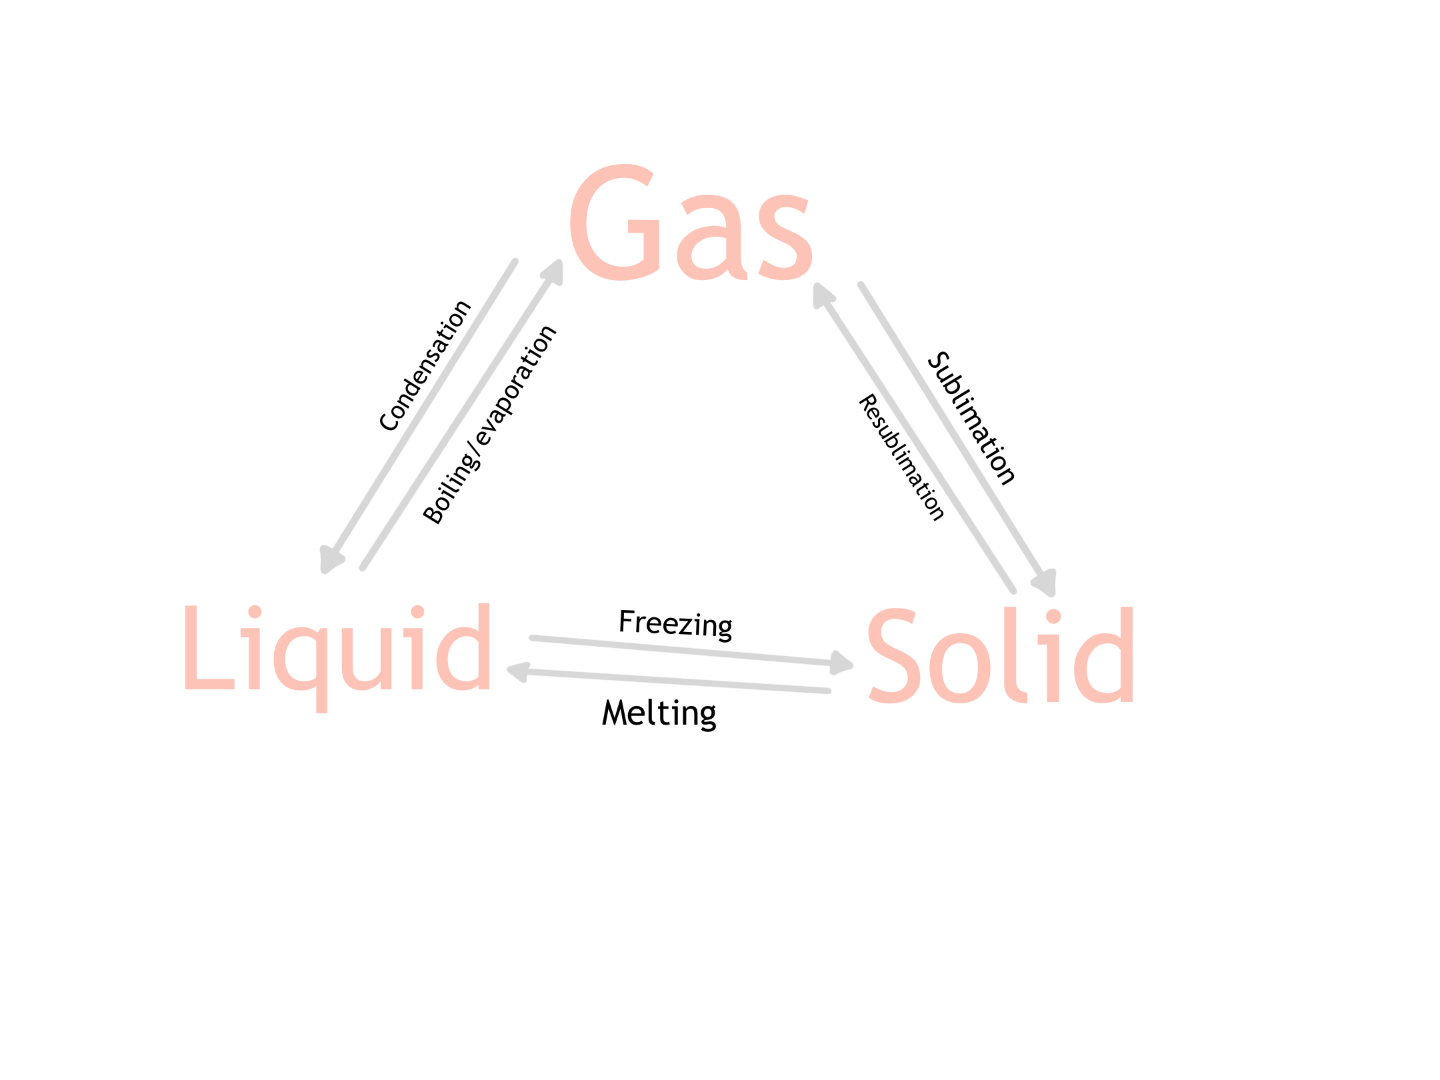 Gas
Condensation
Boiling/evaporation
Sublimation
Resublimation
Liquid
Freezing
Melting
Solid